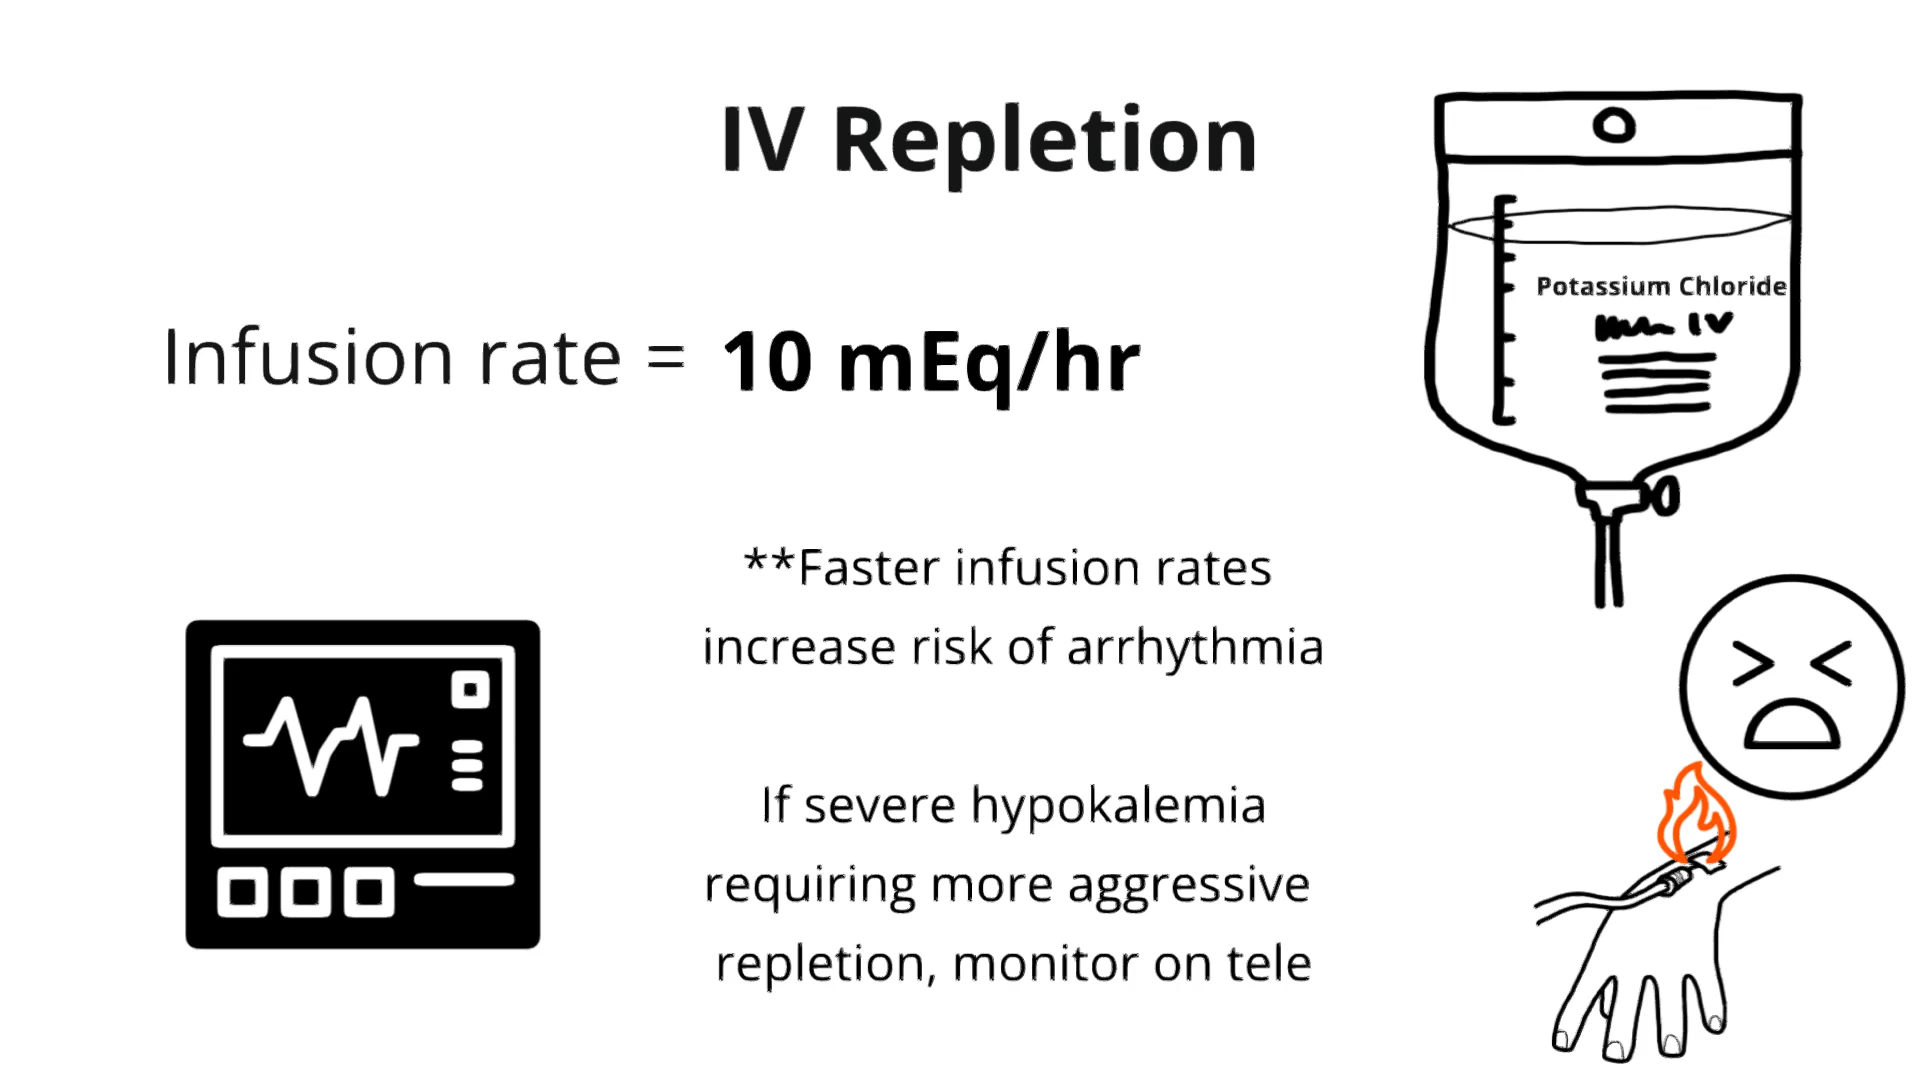 IV Repletion
Infusion rate = 10 mEq/hr
Potassium Chloride
IV
**Faster infusion rates
increase risk of arrhythmia
If severe hypokalemia
requiring more aggressive
repletion, monitor on tele